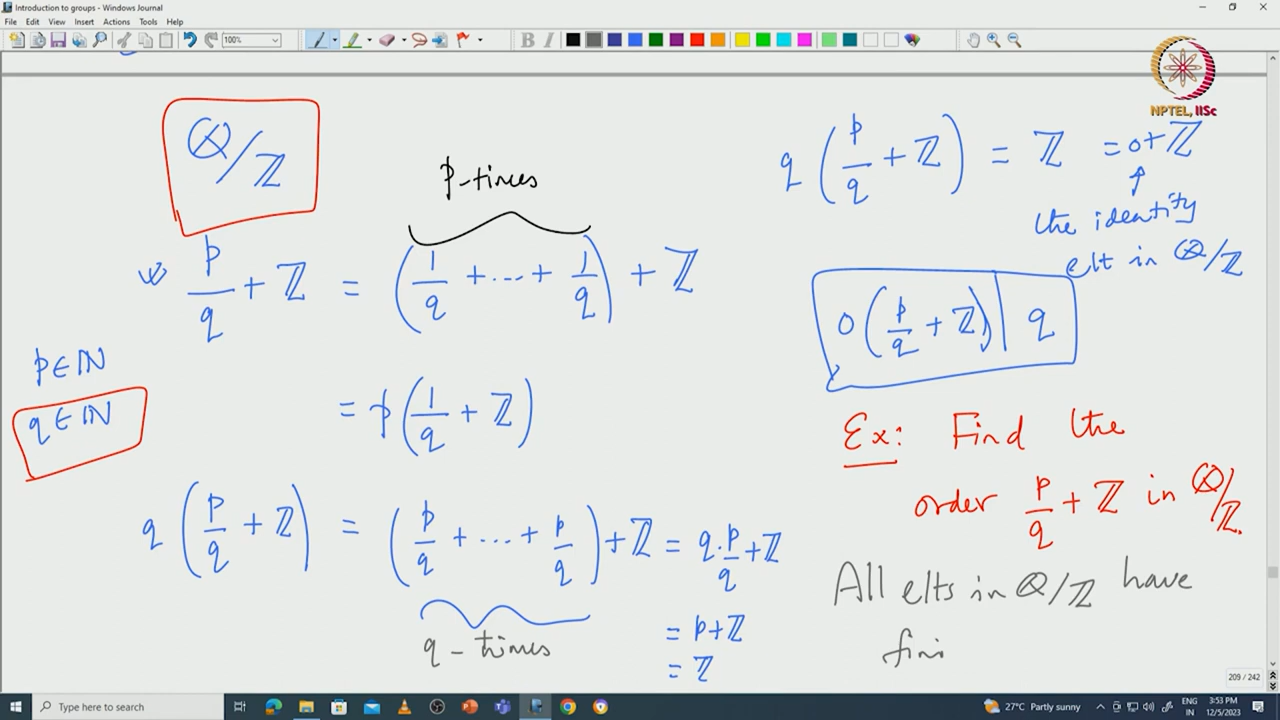 Introduction to groups - Windows Journal
File Edit View Insert Actions Tools Help
100%
B I
NPTEL, IISc
ℚ/ℤ
p-times
p/q + ℤ = (1/q + ... + 1/q) + ℤ
p ∈ ℕ
q ∈ ℕ
= p(1/q + ℤ)
q(p/q + ℤ) = (p/q + ... + p/q) + ℤ = q.p/q + ℤ
q - times
= p + ℤ
= ℤ
q(p/q + ℤ) = ℤ = 0 + ℤ
↑
the identity
elt in ℚ/ℤ
o(p/q + ℤ) | q
Ex: Find the
order p/q + ℤ in ℚ/ℤ.
All elts in ℚ/ℤ have
fini
209 / 242
Type here to search
27°C Partly sunny
ENG
IN
3:53 PM
12/5/2023